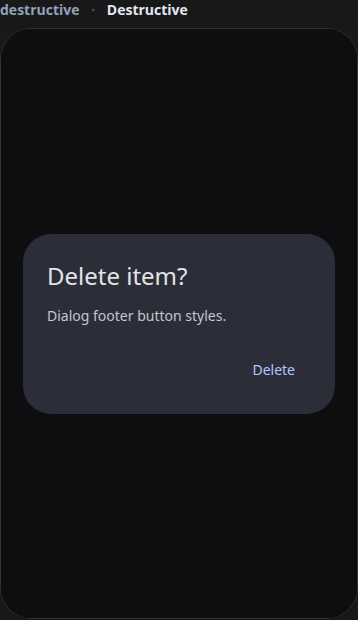 destructive · Destructive
Delete item?
Dialog footer button styles.
Delete